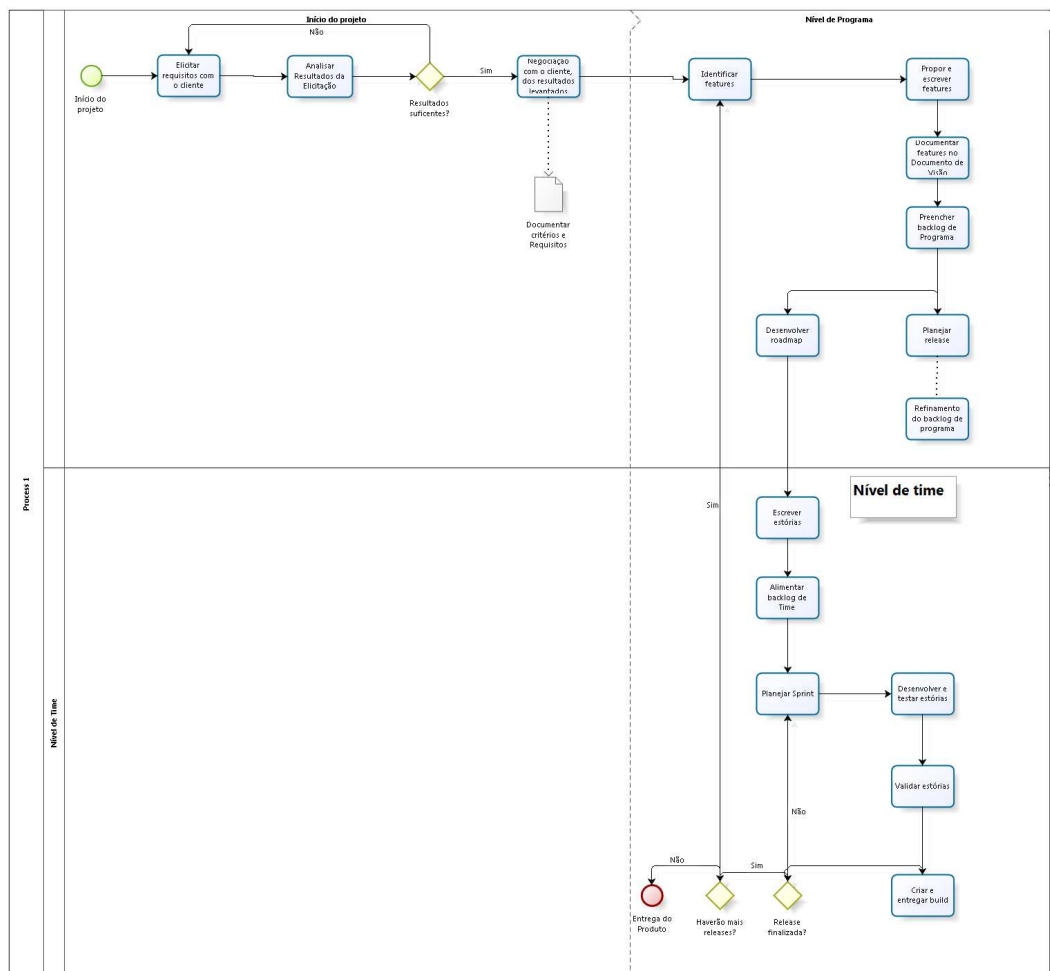 Início do projeto
Nível de Programa
Não
Elicitar
requisitos com
o cliente
Analisar
Resultados da
Elicitação
Sim
Negociação
com o cliente,
dos resultados
levantados
Identificar
features
Propor e
escrever
features
Início do
projeto
Resultados
suficentes?
Documentar
features no
Documento de
Visão
Documentar
critérios e
Requisitos
Preencher
backlog de
Programa
Desenvolver
roadmap
Planejar
release
Refinamento
do backlog de
programa
Process 1
Nível de time
Sim
Escrever
estórias
Alimentar
backlog de
Time
Nível de Time
Planejar Sprint
Desenvolver e
testar estórias
Validar estórias
Não
Não
Sim
Criar e
entregar build
Entrega do
Produto
Haverão mais
releases?
Release
finalizada?